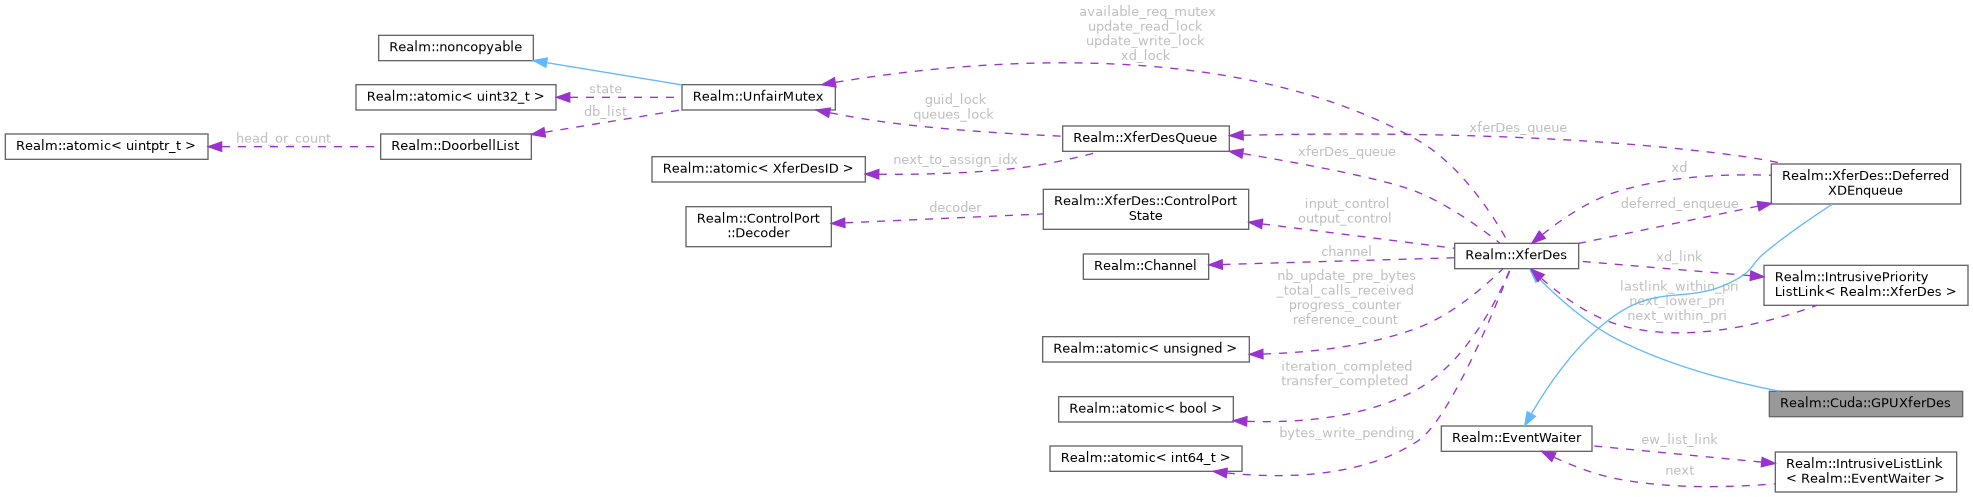 available_req_mutex
update_read_lock
update_write_lock
xd_lock
Realm::noncopyable
Realm::atomic< uint32_t >
state
Realm::UnfairMutex
db_list
guid_lock
queues_lock
Realm::atomic< uintptr_t >
head_or_count
Realm::DoorbellList
Realm::XferDesQueue
xferDes_queue
xferDes_queue
Realm::atomic< XferDesID >
next_to_assign_idx
xd
Realm::XferDes::Deferred
XDEnqueue
Realm::XferDes::ControlPort
State
decoder
Realm::ControlPort
::Decoder
input_control
output_control
deferred_enqueue
Realm::Channel
channel
Realm::XferDes
xd_link
Realm::IntrusivePriority
ListLink< Realm::XferDes >
nb_update_pre_bytes
_total_calls_received
progress_counter
reference_count
lastlink_within_pri
next_lower_pri
next_within_pri
Realm::atomic< unsigned >
iteration_completed
transfer_completed
Realm::atomic< bool >
Realm::Cuda::GPUXferDes
bytes_write_pending
Realm::atomic< int64_t >
Realm::EventWaiter
ew_list_link
next
Realm::IntrusiveListLink
< Realm::EventWaiter >